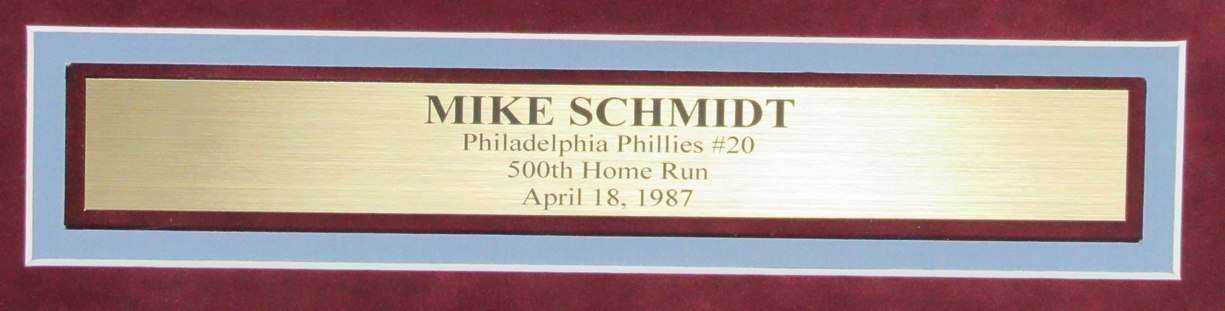 MIKE SCHMIDT
Philadelphia Phillies #20
500th Home Run
April 18, 1987